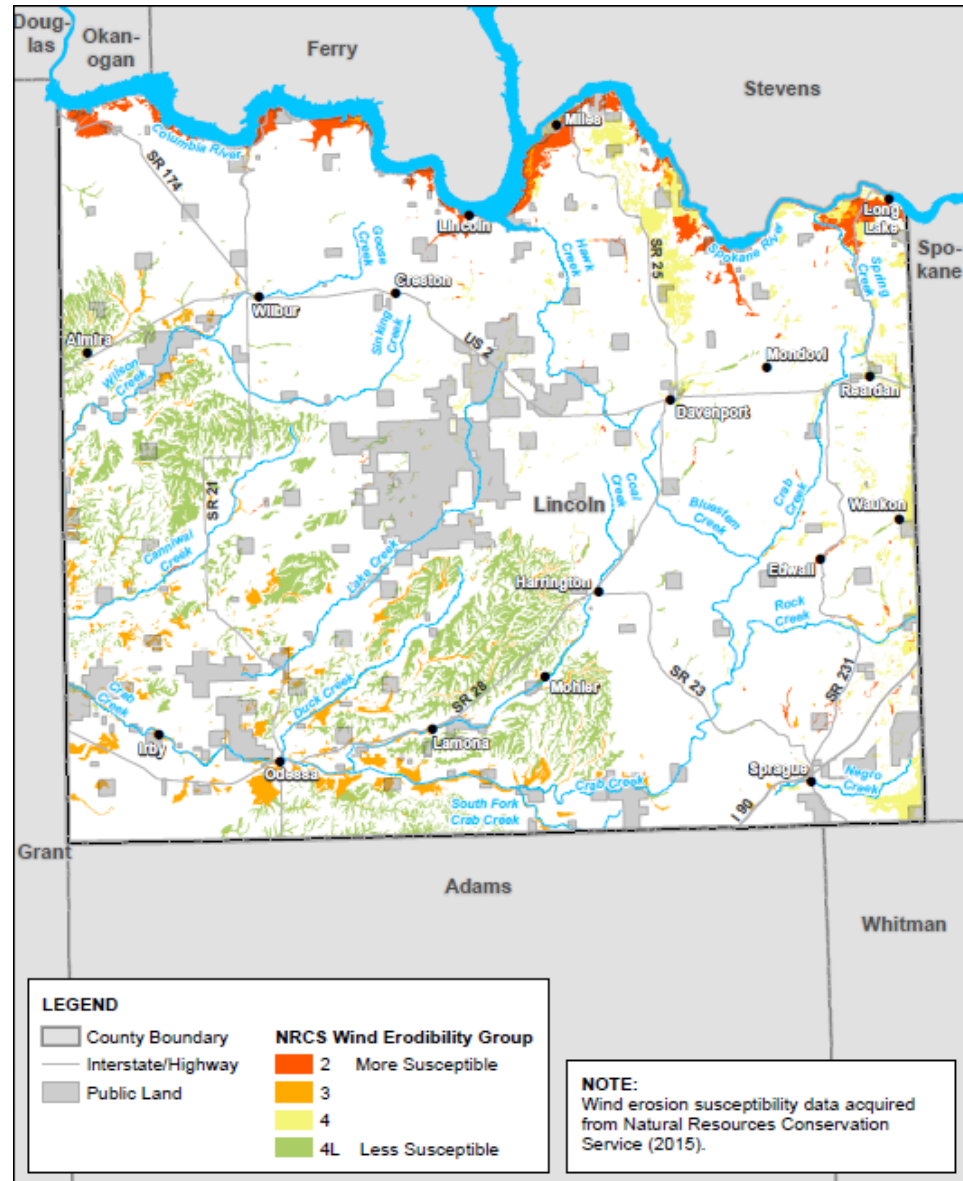 Doug-
las
Okan-
ogan
Ferry
Stevens
Miles
Columbia River
SR 174
Lincoln
Long
Lake
Spo-
kane
Goose
Creek
Hawk
Creek
SR 25
Spokane River
Spring
Creek
Creston
Wilbur
Sinking
Creek
Almira
US 2
Mondovi
Wilson
Creek
Reardan
Davenport
SR 21
Lincoln
Coal
Creek
Crab
Creek
Bluestem
Creek
Waukon
Canniwai
Creek
Lake Creek
Harrington
Edwall
Rock
Creek
Duck Creek
SR 28
Mohler
SR 23
SR 231
Crab
Creek
Irby
Lamona
Odessa
Sprague
Negro
Creek
Crab Creek
South Fork
Crab Creek
I 90
Grant
Adams
Whitman
LEGEND
County Boundary
Interstate/Highway
Public Land
NRCS Wind Erodibility Group
2 More Susceptible
3
4
4L Less Susceptible
NOTE:
Wind erosion susceptibility data acquired
from Natural Resources Conservation
Service (2015).